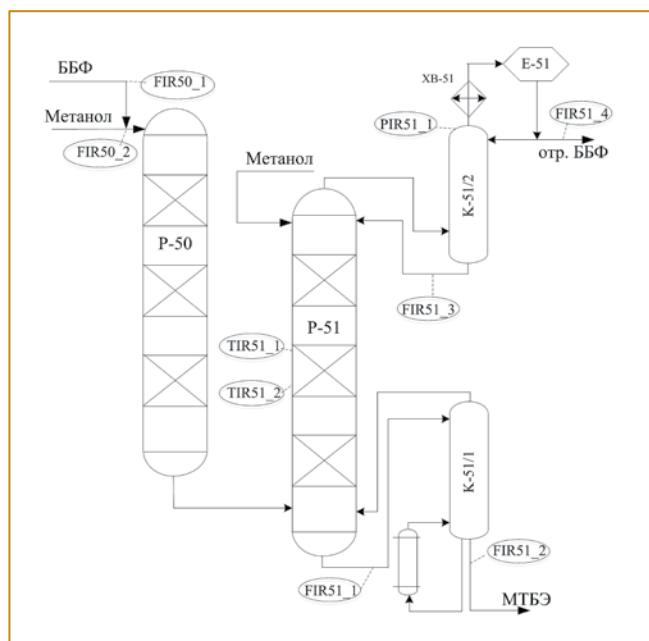 ББФ
FIR50_1
Метанол
FIR50_2
Р-50
Метанол
Р-51
TIR51_1
TIR51_2
FIR51_1
ХВ-51
Е-51
PIR51_1
FIR51_4
отр. ББФ
К-51/2
FIR51_3
К-51/1
FIR51_2
МТБЭ